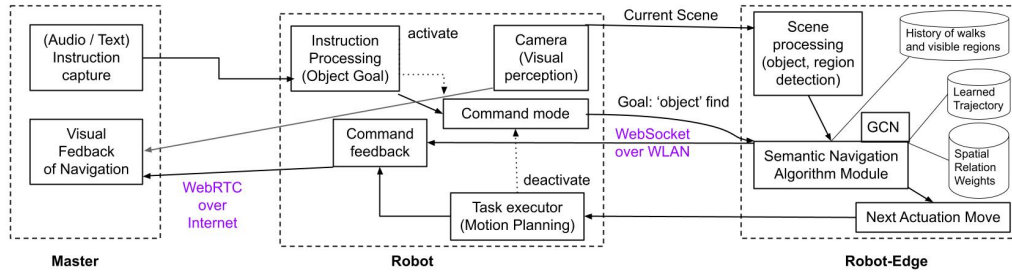 (Audio / Text)
Instruction
capture
Visual
Fedback
of Navigation
WebRTC
over
Internet
Master
Instruction
Processing
(Object Goal)
activate
Camera
(Visual
perception)
Command mode
Command
feedback
deactivate
Task executor
(Motion Planning)
Robot
Current Scene
Goal: ‘object’ find
WebSocket
over WLAN
Scene
processing
(object, region
detection)
History of walks
and visible regions
Learned
Trajectory
GCN
Spatial
Relation
Weights
Semantic Navigation
Algorithm Module
Next Actuation Move
Robot-Edge